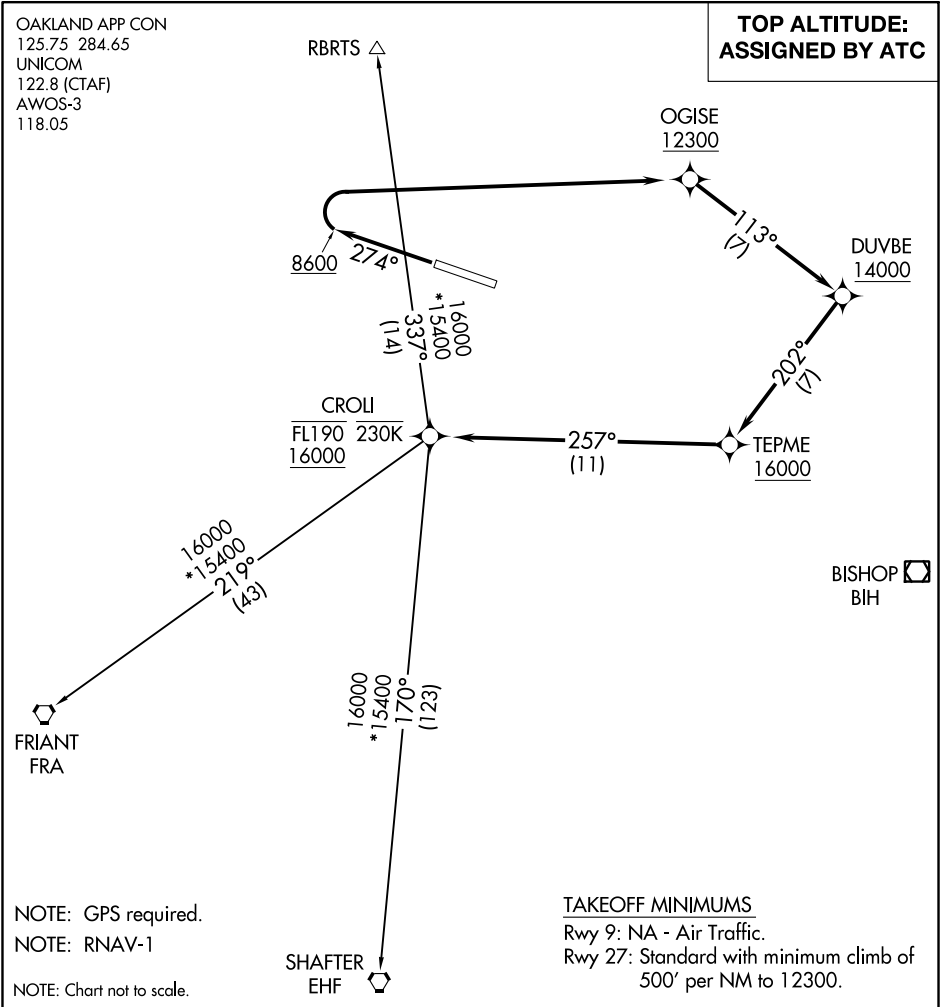 OAKLAND APP CON
125.75 284.65
UNICOM
122.8 (CTAF)
AWOS-3
118.05
TOP ALTITUDE:
ASSIGNED BY ATC
RBRTS
OGISE
12300
113°
(7)
DUVBE
14000
8600
274°
16000
*15400
337°
(14)
202°
(7)
CROLI
FL190 230K
16000
257°
(11)
TEPME
16000
16000
*15400
219°
(43)
BISHOP
BIH
16000
*15400
170°
(123)
FRIANT
FRA
NOTE: GPS required.
NOTE: RNAV-1
NOTE: Chart not to scale.
SHAFTER
EHF
TAKEOFF MINIMUMS
Rwy 9: NA - Air Traffic.
Rwy 27: Standard with minimum climb of
500' per NM to 12300.